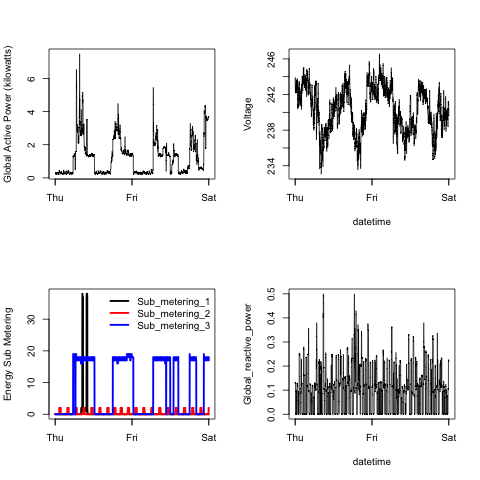 Global Active Power (kilowatts)
0 2 4 6
Thu Fri Sat
Voltage
234 238 242 246
Thu Fri Sat
datetime
Energy Sub Metering
0 10 20 30
Sub_metering_1
Sub_metering_2
Sub_metering_3
Thu Fri Sat
Global_reactive_power
0.0 0.1 0.2 0.3 0.4 0.5
Thu Fri Sat
datetime